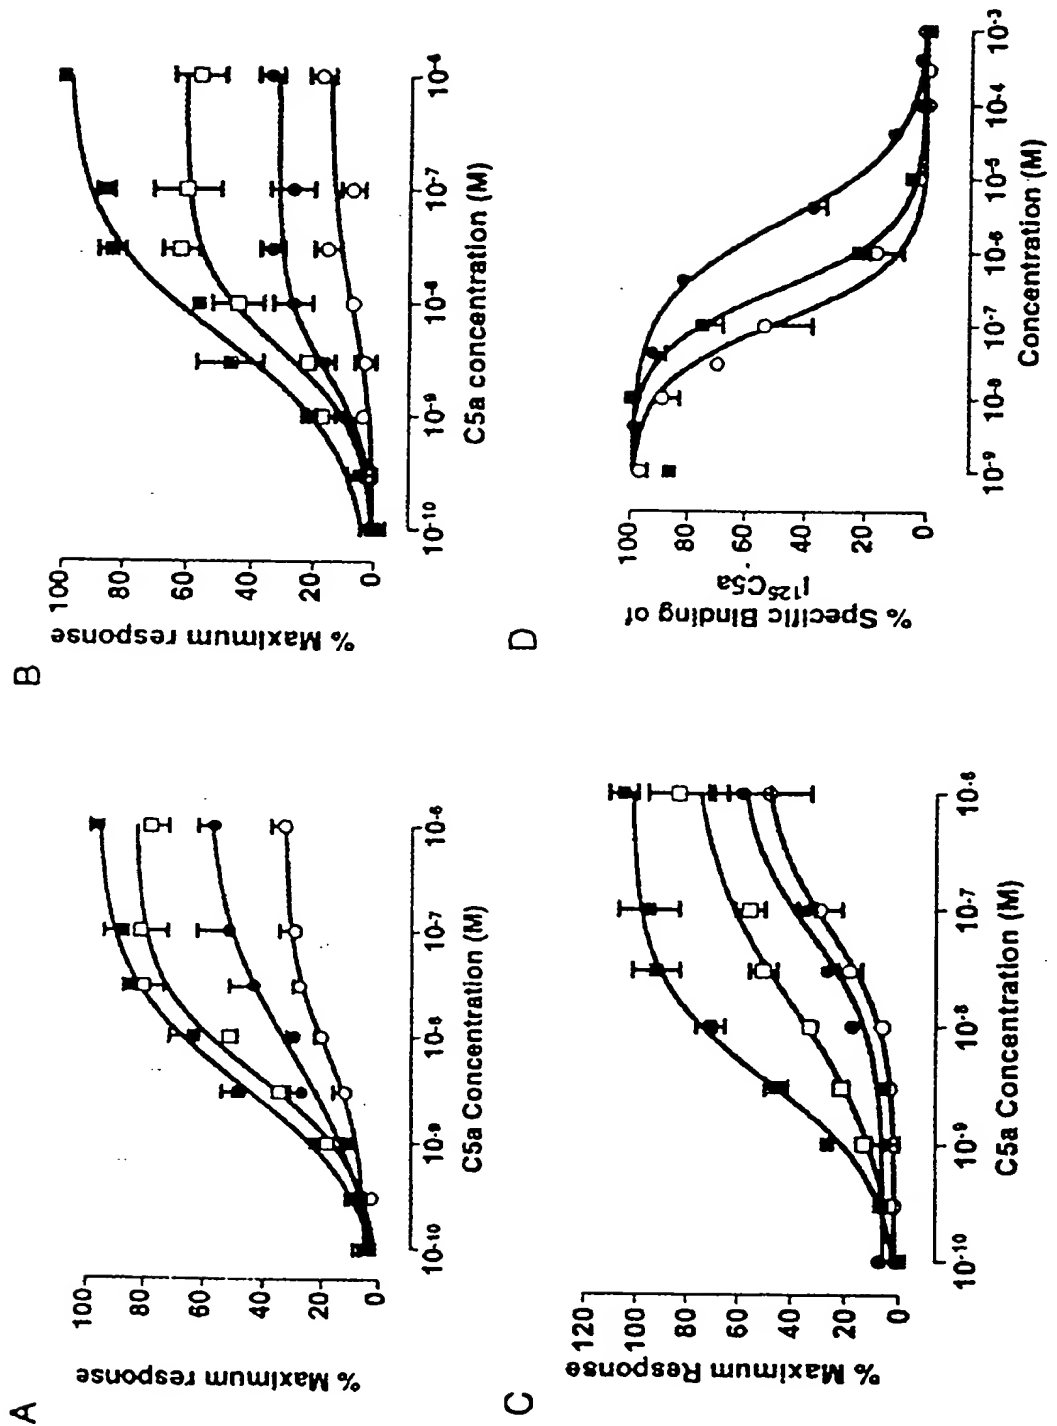 A
% Maximum response
100
80
60
40
20
0
10⁻¹⁰ 10⁻⁹ 10⁻⁸ 10⁻⁷ 10⁻⁶
C5a Concentration (M)
B
% Maximum response
100
80
60
40
20
0
10⁻¹⁰ 10⁻⁹ 10⁻⁸ 10⁻⁷ 10⁻⁶
C5a concentration (M)
C
% Maximum Response
120
100
80
60
40
20
0
10⁻¹⁰ 10⁻⁹ 10⁻⁸ 10⁻⁷ 10⁻⁶
C5a Concentration (M)
D
% Specific Binding of
I¹²⁵C5a
100
80
60
40
20
0
10⁻⁹ 10⁻⁸ 10⁻⁷ 10⁻⁶ 10⁻⁵ 10⁻⁴ 10⁻³
Concentration (M)